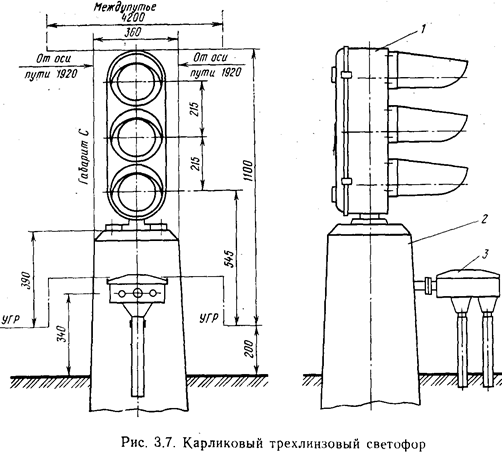 Междупутье
4200
360
От оси
пути 1920
От оси
пути 1920
Габарит С
215
215
1100
545
390
340
УГР
УГР
200
1
2
3
Рис. 3.7. Карликовый трехлинзовый светофор